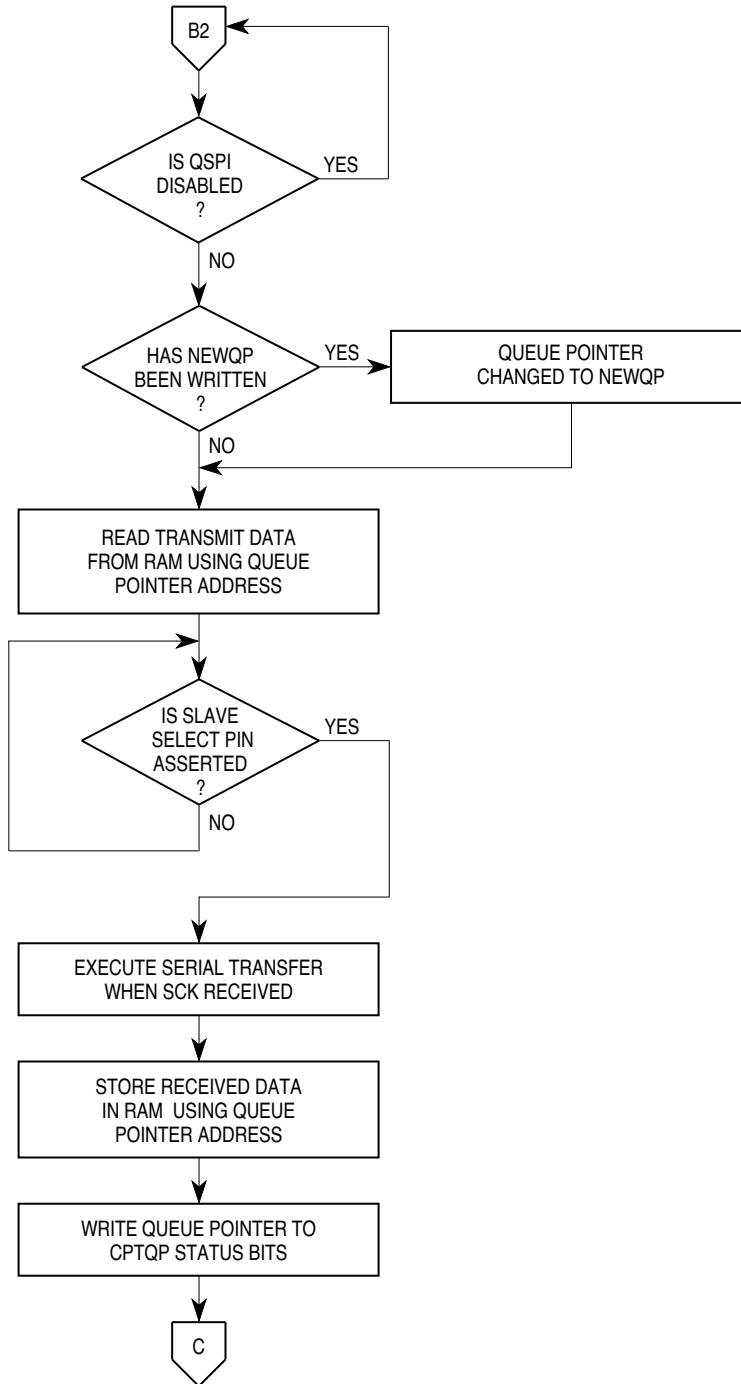 B2
IS QSPI
DISABLED
?
YES
NO
HAS NEWQP
BEEN WRITTEN
?
YES
QUEUE POINTER
CHANGED TO NEWQP
NO
READ TRANSMIT DATA
FROM RAM USING QUEUE
POINTER ADDRESS
IS SLAVE
SELECT PIN
ASSERTED
?
YES
NO
EXECUTE SERIAL TRANSFER
WHEN SCK RECEIVED
STORE RECEIVED DATA
IN RAM USING QUEUE
POINTER ADDRESS
WRITE QUEUE POINTER TO
CPTQP STATUS BITS
C